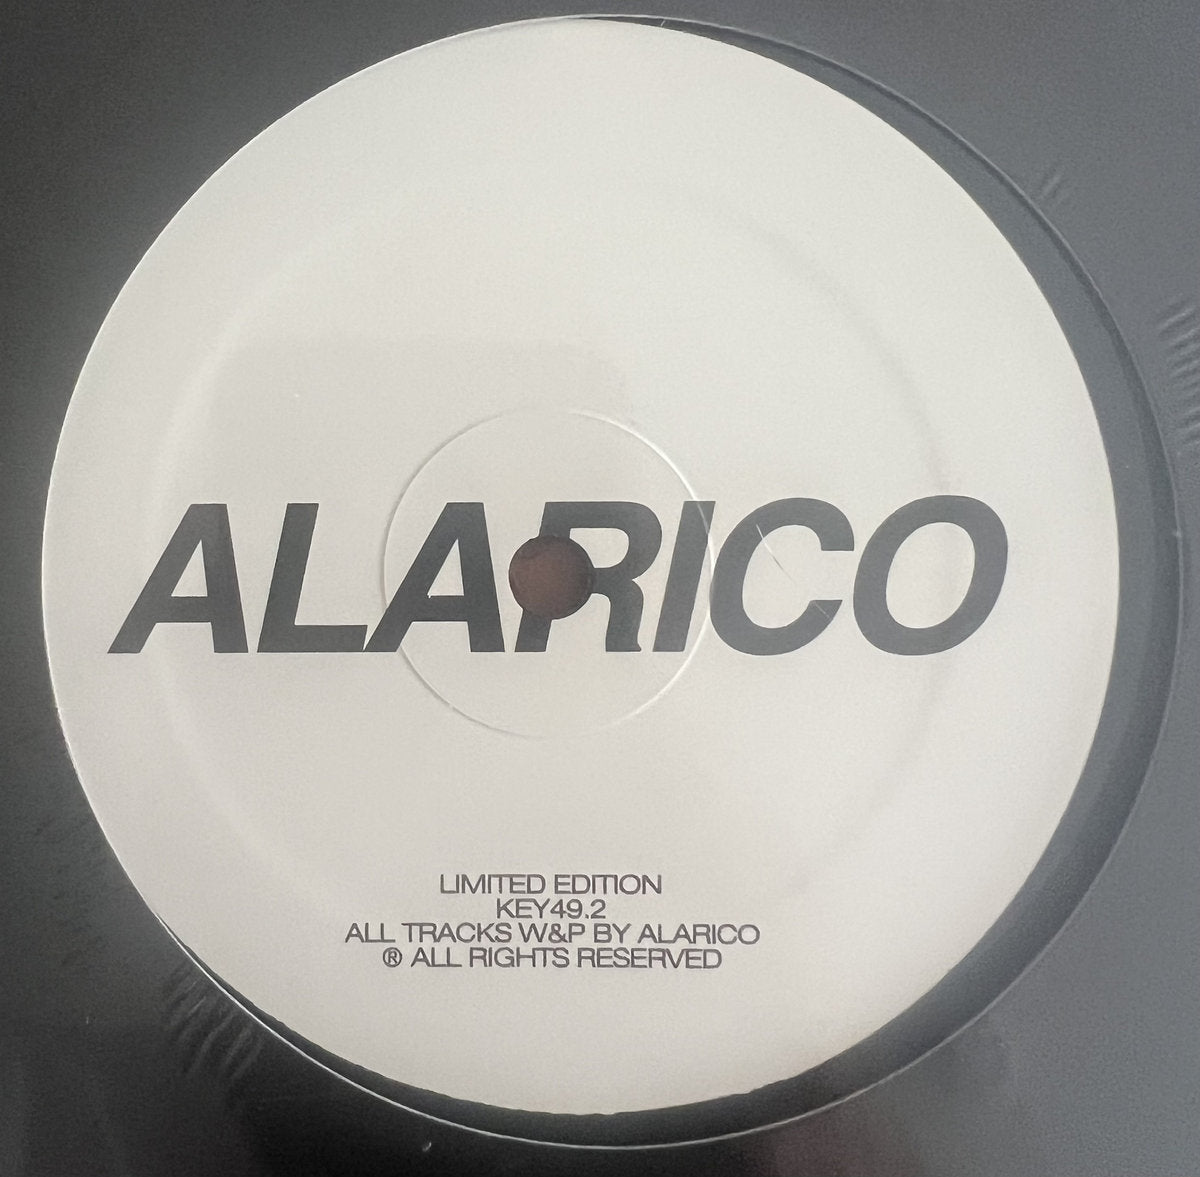 ALARICO
LIMITED EDITION
KEY49.2
ALL TRACKS W&P BY ALARICO
® ALL RIGHTS RESERVED